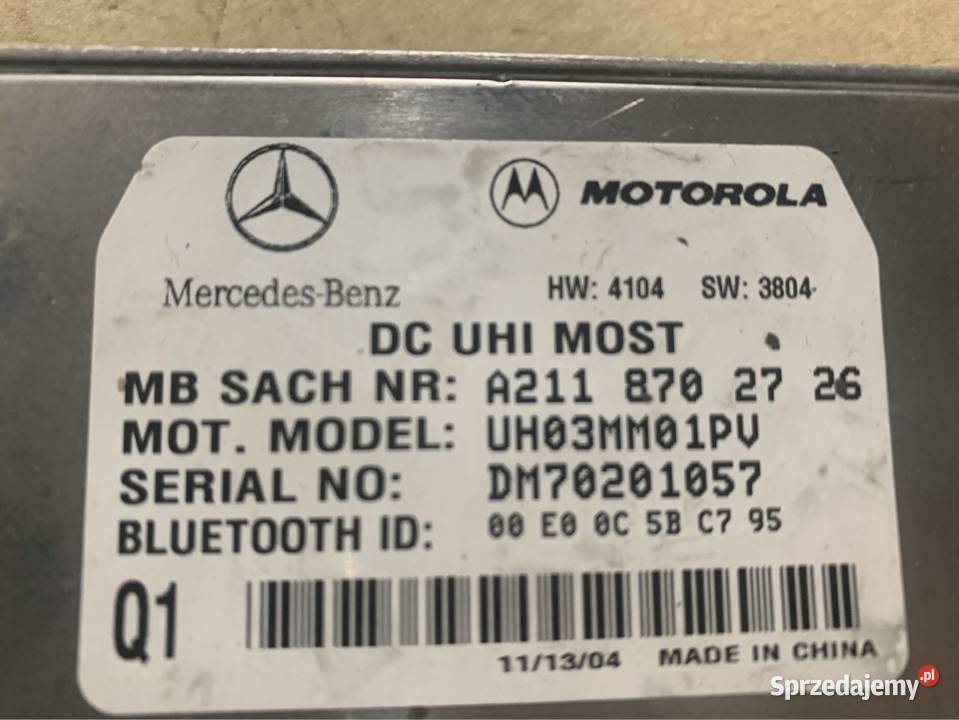 MOTOROLA
Mercedes-Benz
HW: 4104 SW: 3804
DC UHI MOST
MB SACH NR: A211 870 27 26
MOT. MODEL: UH03MM01PV
SERIAL NO: DM70201057
BLUETOOTH ID: 00 E0 0C 5B C7 95
Q1
11/13/04 MADE IN CHINA
Sprzedajemy.pl